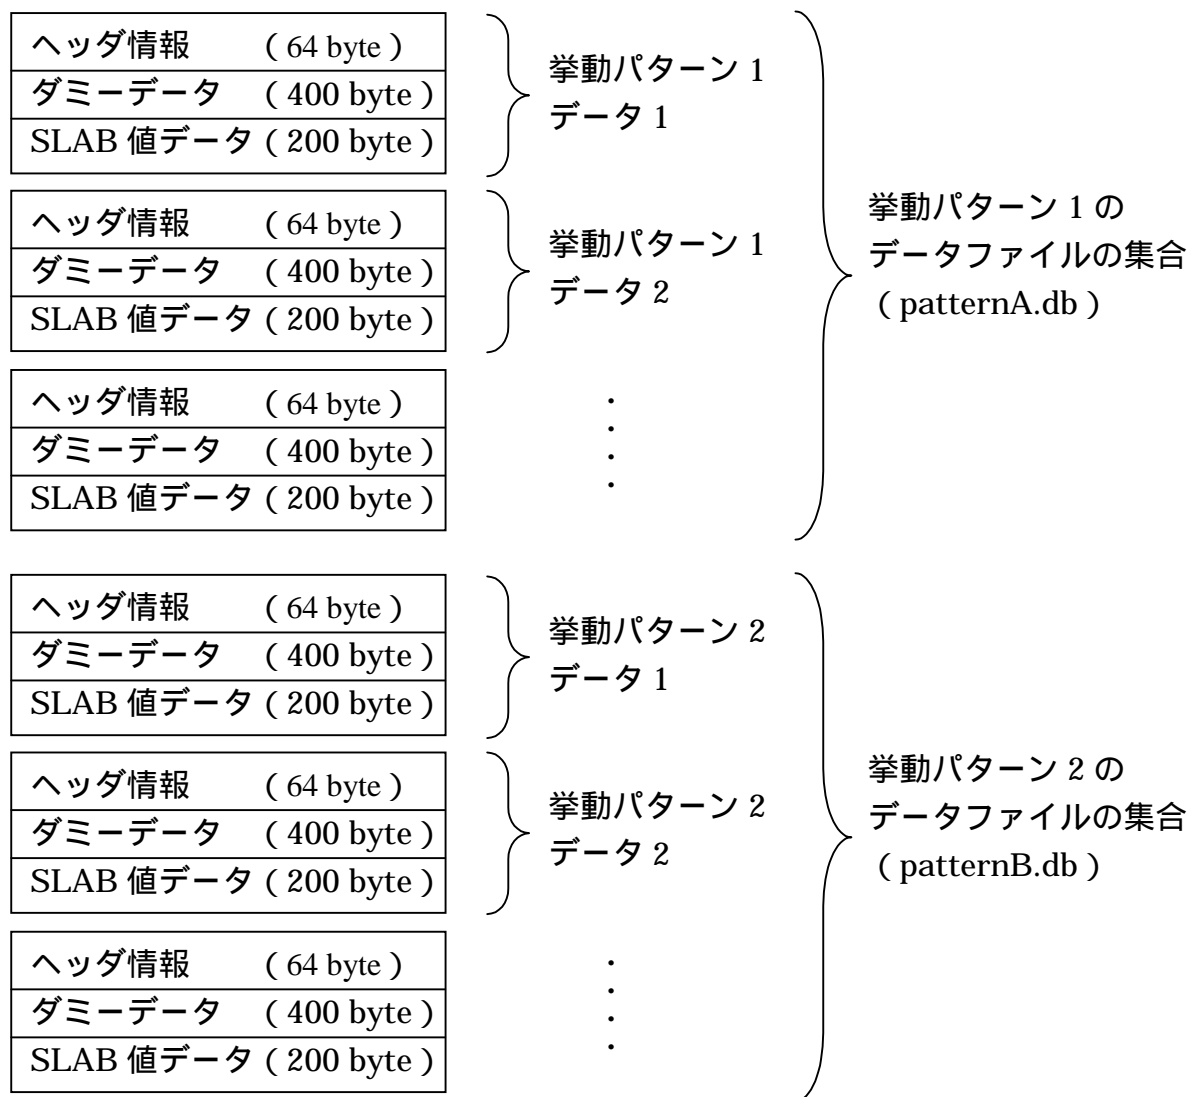 ヘッダ情報 ( 64 byte )
ダミーデータ ( 400 byte )
SLAB 値データ ( 200 byte )
挙動パターン 1
データ 1
ヘッダ情報 ( 64 byte )
ダミーデータ ( 400 byte )
SLAB 値データ ( 200 byte )
挙動パターン 1
データ 2
ヘッダ情報 ( 64 byte )
ダミーデータ ( 400 byte )
SLAB 値データ ( 200 byte )
・
・
・
・
挙動パターン 1 の
データファイルの集合
( patternA.db )
ヘッダ情報 ( 64 byte )
ダミーデータ ( 400 byte )
SLAB 値データ ( 200 byte )
挙動パターン 2
データ 1
ヘッダ情報 ( 64 byte )
ダミーデータ ( 400 byte )
SLAB 値データ ( 200 byte )
挙動パターン 2
データ 2
ヘッダ情報 ( 64 byte )
ダミーデータ ( 400 byte )
SLAB 値データ ( 200 byte )
・
・
・
・
挙動パターン 2 の
データファイルの集合
( patternB.db )